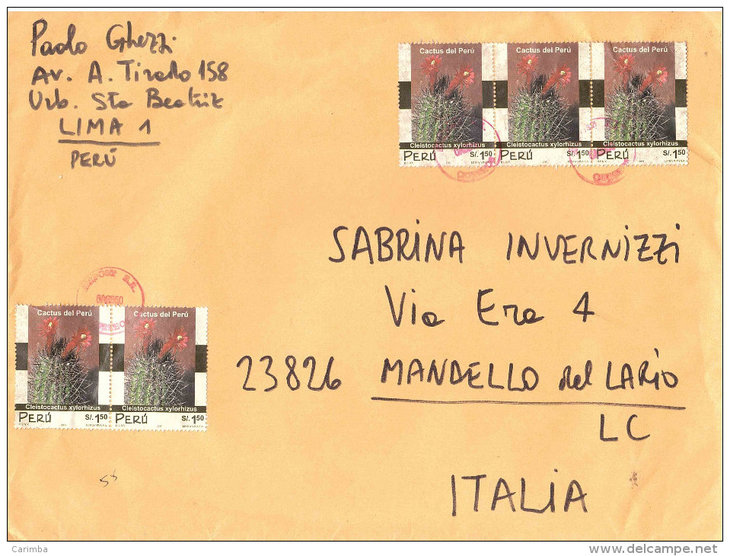 Paolo Ghezzi
Av. A. Tirado 158
Urb. Sta Beatriz
LIMA 1
PERÚ
Cactus del Perú Cactus del Perú Cactus del Perú
Cleistocactus xylorhizus Cleistocactus xylorhizus Cleistocactus xylorhizus
PERÚ S/. 1.50 PERÚ S/. 1.50 PERÚ S/. 1.50
SABRINA INVERNIZZI
Via Era 4
23826 MANDELLO del LARIO
LC
ITALIA
Cactus del Perú Cactus del Perú
Cleistocactus xylorhizus Cleistocactus xylorhizus
PERÚ S/. 1.50 PERÚ S/. 1.50
Carimba
www.delcampe.net